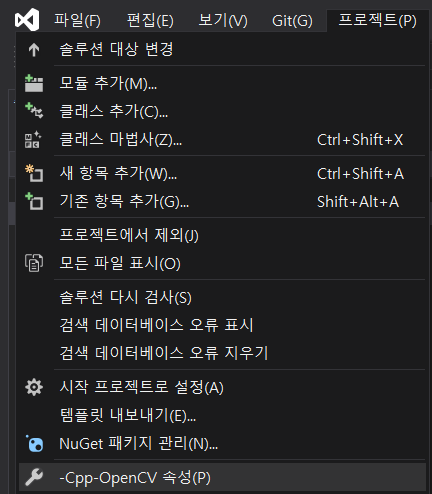 파일(F) 편집(E) 보기(V) Git(G) 프로젝트(P)
솔루션 대상 변경
모듈 추가(M)...
클래스 추가(C)...
클래스 마법사(Z)... Ctrl+Shift+X
새 항목 추가(W)... Ctrl+Shift+A
기존 항목 추가(G)... Shift+Alt+A
프로젝트에서 제외(J)
모든 파일 표시(O)
솔루션 다시 검사(S)
검색 데이터베이스 오류 표시
검색 데이터베이스 오류 지우기
시작 프로젝트로 설정(A)
템플릿 내보내기(E)...
NuGet 패키지 관리(N)...
-Cpp-OpenCV 속성(P)